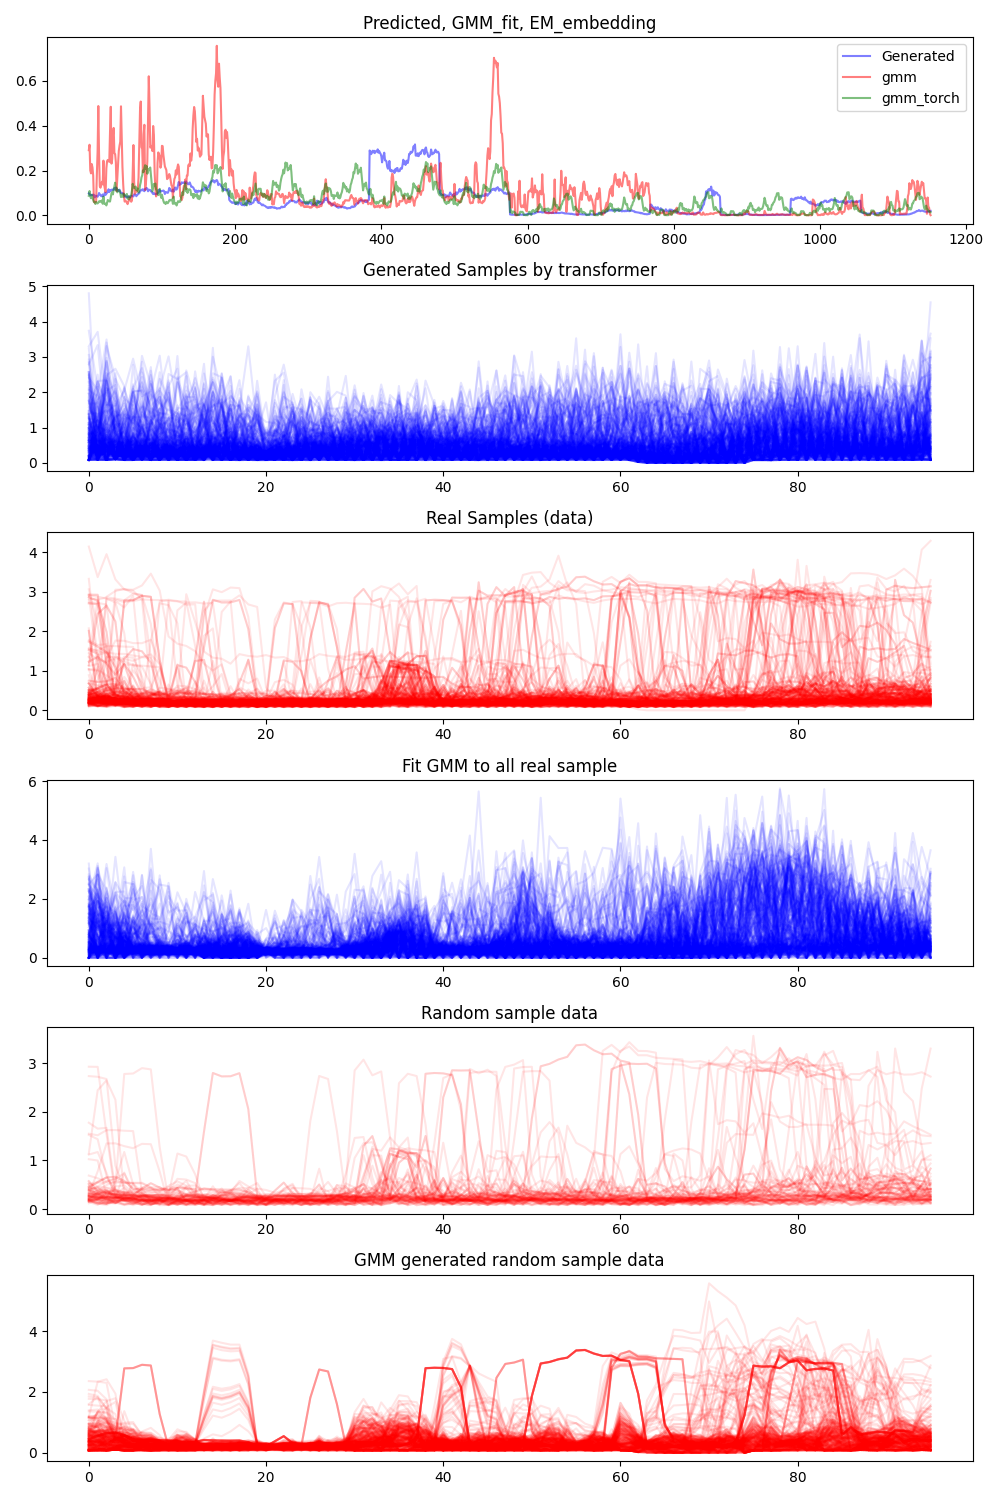 Predicted, GMM_fit, EM_embedding
0.6
0.4
0.2
0.0
Generated
gmm
gmm_torch
0 200 400 600 800 1000 1200
Generated Samples by transformer
5
4
3
2
1
0
0 20 40 60 80
Real Samples (data)
4
3
2
1
0
0 20 40 60 80
Fit GMM to all real sample
6
4
2
0
0 20 40 60 80
Random sample data
3
2
1
0
0 20 40 60 80
GMM generated random sample data
4
2
0
0 20 40 60 80